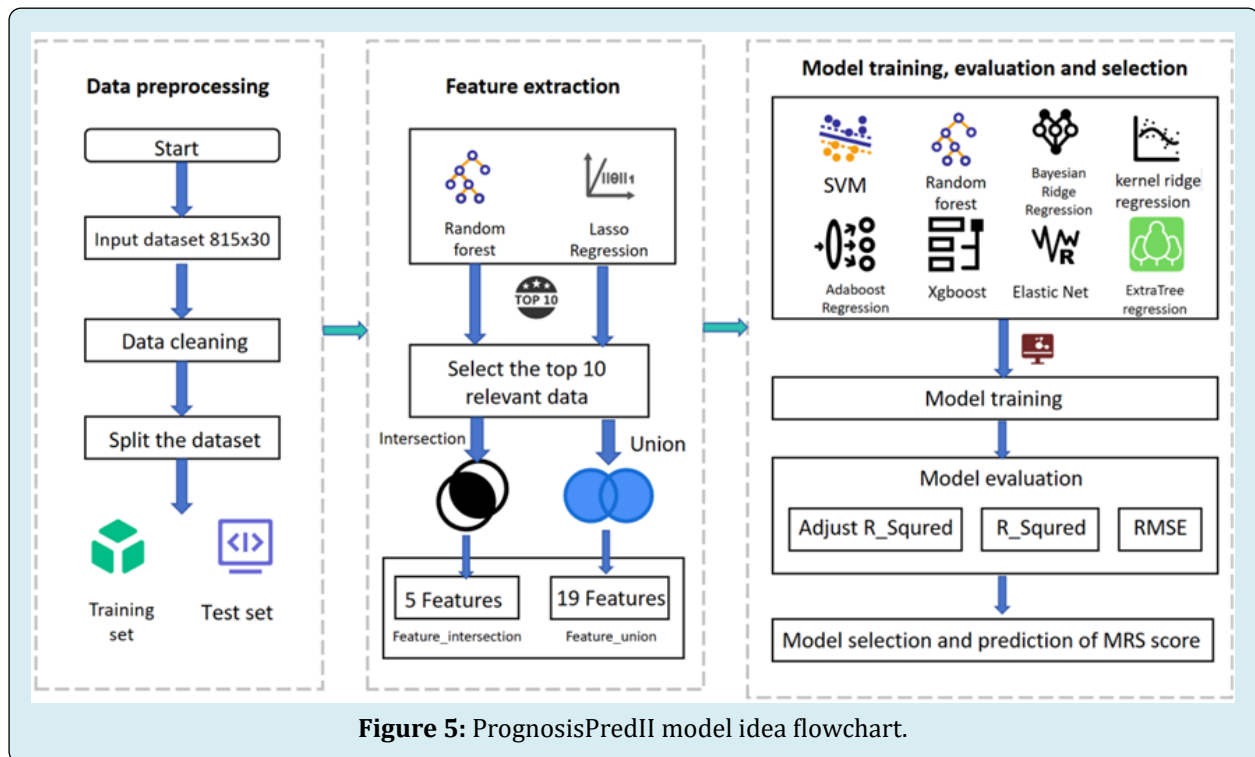 Data preprocessing
Start
Input dataset 815x30
Data cleaning
Split the dataset
Training
set
Test set
Feature extraction
||θ||₁
Random
forest
Lasso
Regression
TOP 10
Select the top 10
relevant data
Intersection
Union
5 Features
19 Features
Feature_intersection
Feature_union
Model training, evaluation and selection
SVM
Random
forest
Bayesian
Ridge
Regression
kernel ridge
regression
Adaboost
Regression
Xgboost
W
R
Elastic Net
ExtraTree
regression
Model training
Model evaluation
Adjust R_Squred
R_Squred
RMSE
Model selection and prediction of MRS score
Figure 5: PrognosisPredII model idea flowchart.